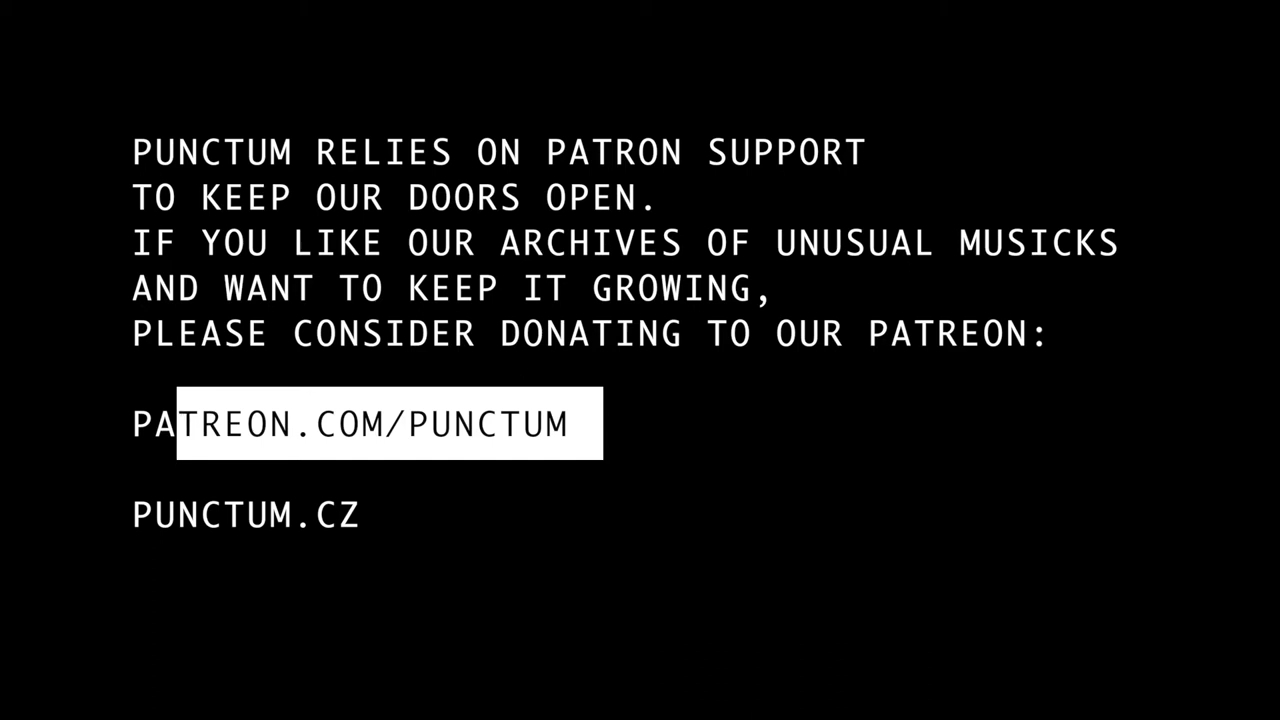 PUNCTUM RELIES ON PATRON SUPPORT
TO KEEP OUR DOORS OPEN.
IF YOU LIKE OUR ARCHIVES OF UNUSUAL MUSICKS
AND WANT TO KEEP IT GROWING,
PLEASE CONSIDER DONATING TO OUR PATREON:
PATREON.COM/PUNCTUM
PUNCTUM.CZ